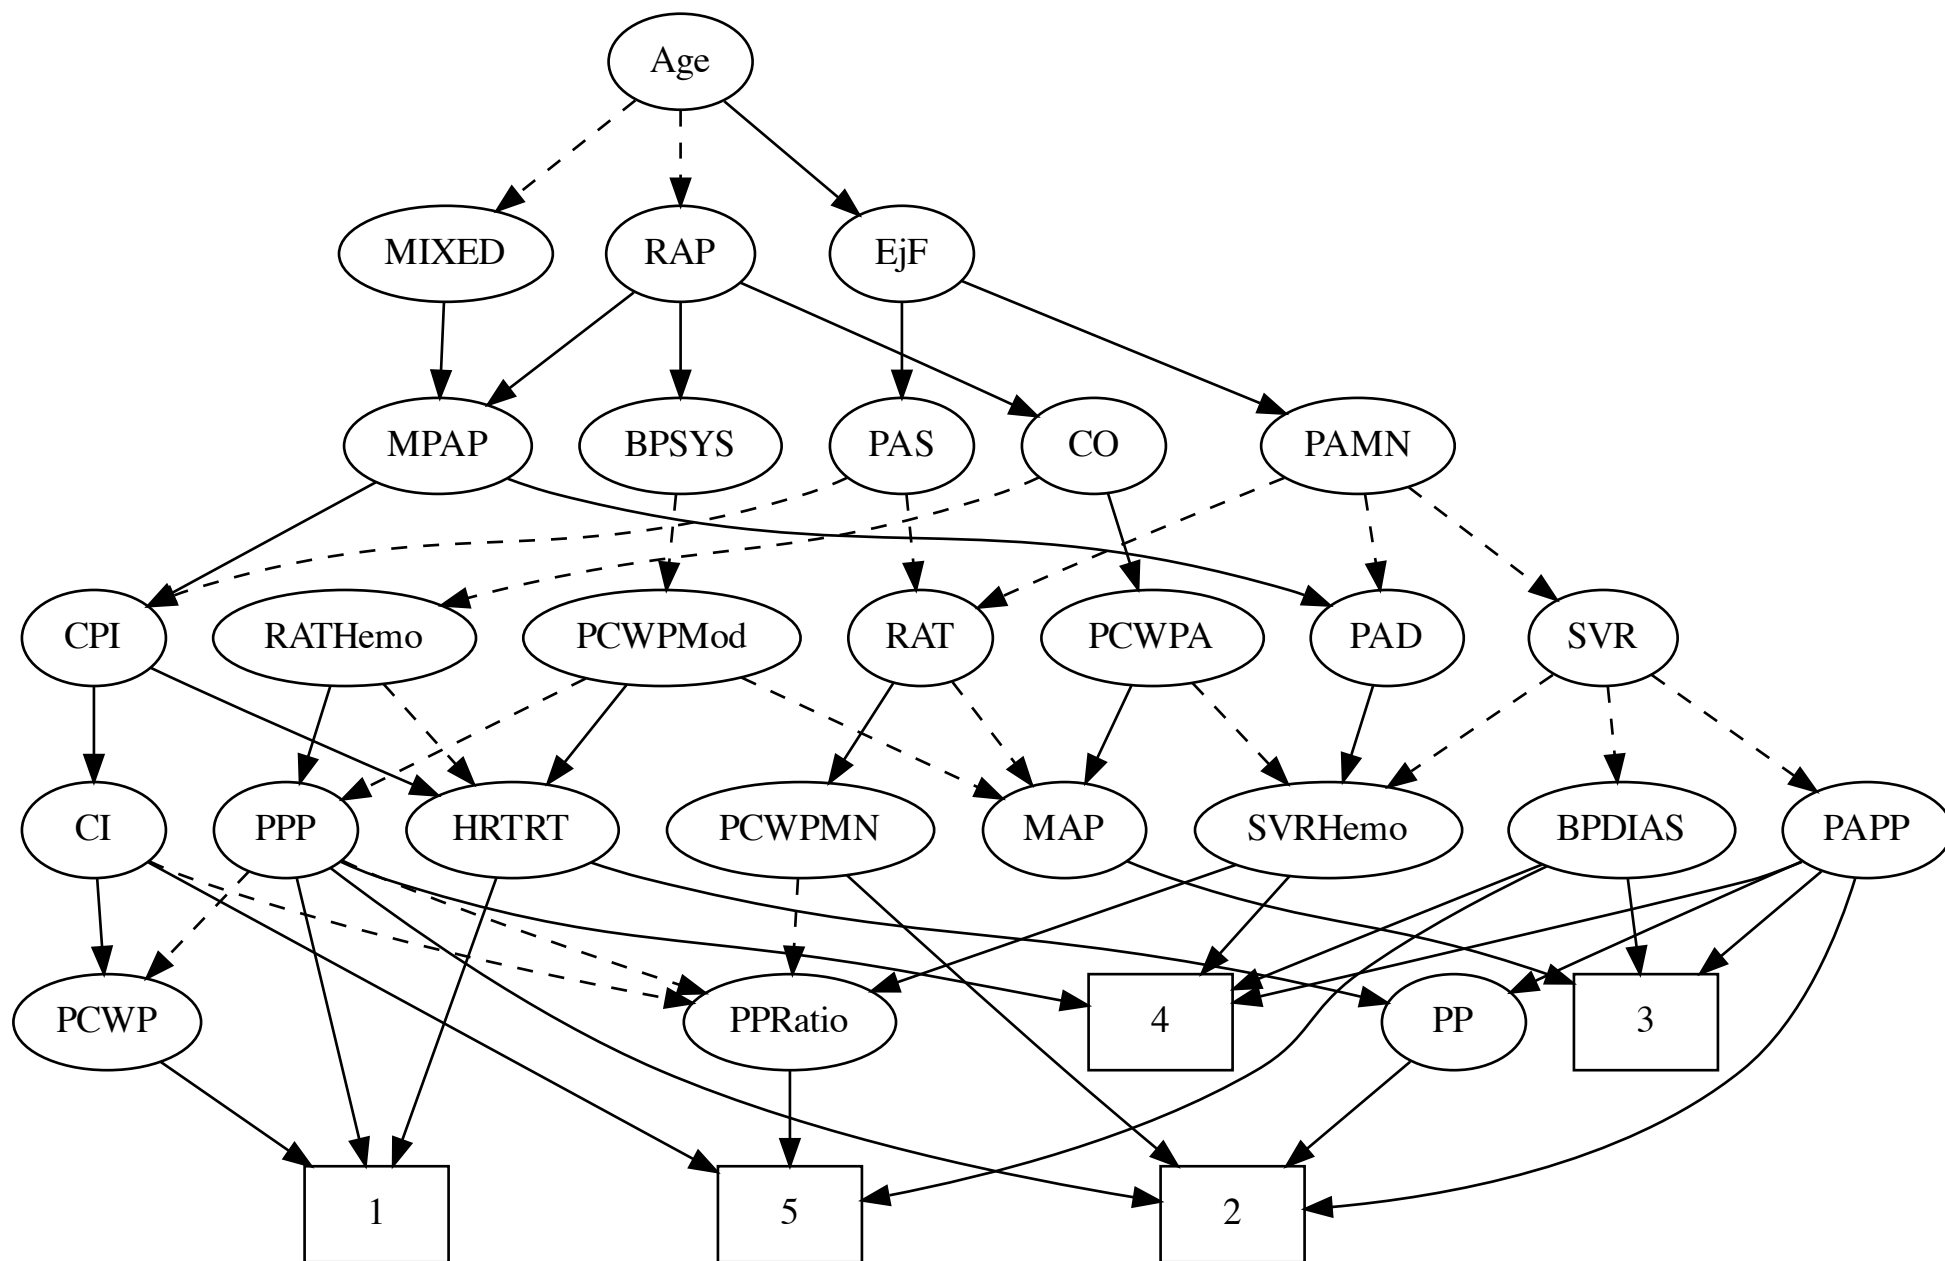 Age
MIXED
RAP
EjF
MPAP
BPSYS
PAS
CO
PAMN
CPI
RATHemo
PCWPMod
RAT
PCWPA
PAD
SVR
CI
PPP
HRTRT
PCWPMN
MAP
SVRHemo
BPDIAS
PAPP
PCWP
PPRatio
4
PP
3
1
5
2